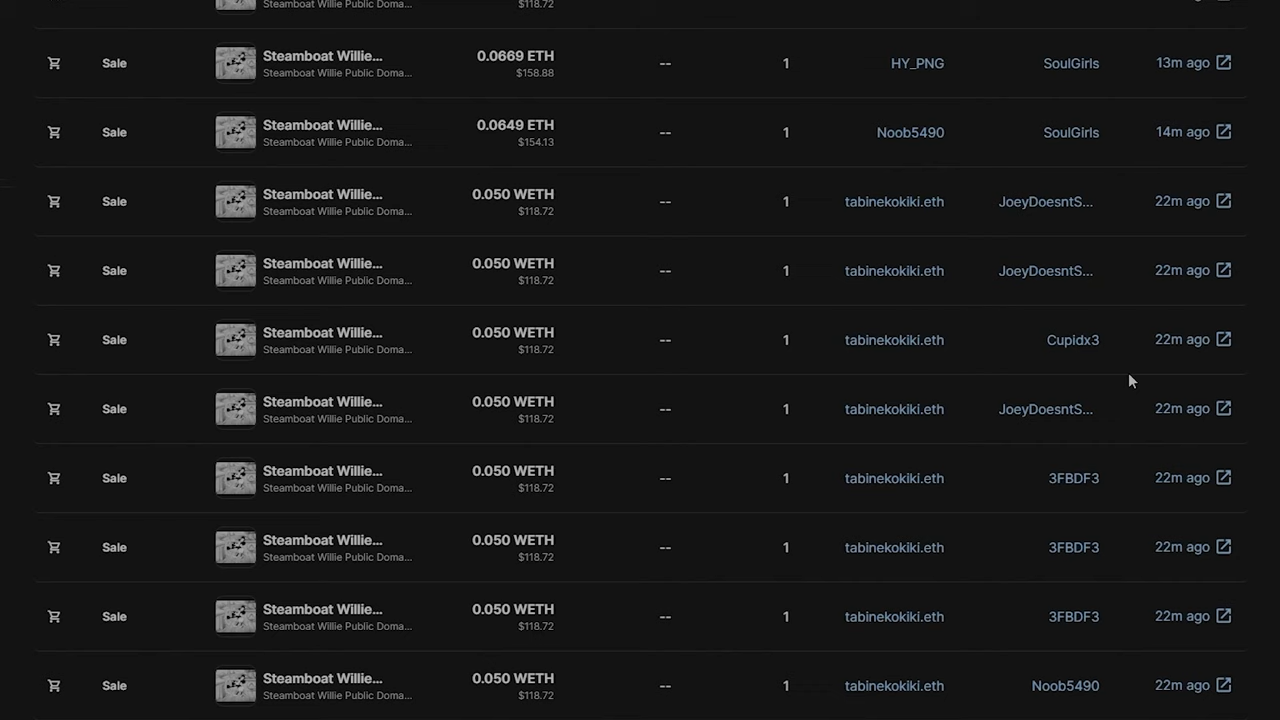 $118.72
Sale Steamboat Willie... 0.0669 ETH -- 1 HY_PNG SoulGirls 13m ago
Steamboat Willie Public Doma... $158.88
Sale Steamboat Willie... 0.0649 ETH -- 1 Noob5490 SoulGirls 14m ago
Steamboat Willie Public Doma... $154.13
Sale Steamboat Willie... 0.050 WETH -- 1 tabinekokiki.eth JoeyDoesntS... 22m ago
Steamboat Willie Public Doma... $118.72
Sale Steamboat Willie... 0.050 WETH -- 1 tabinekokiki.eth JoeyDoesntS... 22m ago
Steamboat Willie Public Doma... $118.72
Sale Steamboat Willie... 0.050 WETH -- 1 tabinekokiki.eth Cupidx3 22m ago
Steamboat Willie Public Doma... $118.72
Sale Steamboat Willie... 0.050 WETH -- 1 tabinekokiki.eth JoeyDoesntS... 22m ago
Steamboat Willie Public Doma... $118.72
Sale Steamboat Willie... 0.050 WETH -- 1 tabinekokiki.eth 3FBDF3 22m ago
Steamboat Willie Public Doma... $118.72
Sale Steamboat Willie... 0.050 WETH -- 1 tabinekokiki.eth 3FBDF3 22m ago
Steamboat Willie Public Doma... $118.72
Sale Steamboat Willie... 0.050 WETH -- 1 tabinekokiki.eth 3FBDF3 22m ago
Steamboat Willie Public Doma... $118.72
Sale Steamboat Willie... 0.050 WETH -- 1 tabinekokiki.eth Noob5490 22m ago
Steamboat Willie Public Doma... $118.72